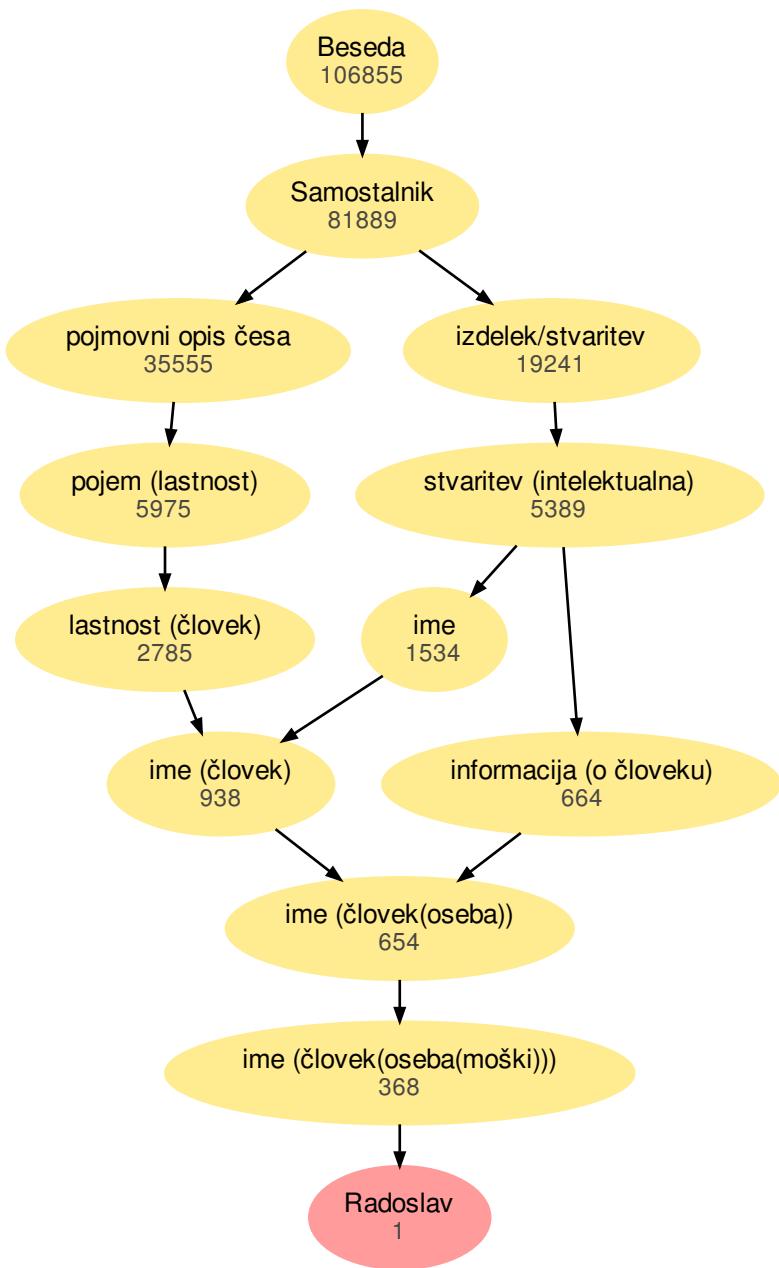 Beseda
106855
Samostalnik
81889
pojmovni opis česa
35555
izdelek/stvaritev
19241
pojem (lastnost)
5975
stvaritev (intelektualna)
5389
lastnost (človek)
2785
ime
1534
ime (človek)
938
informacija (o človeku)
664
ime (človek(oseba))
654
ime (človek(oseba(moški)))
368
Radoslav
1